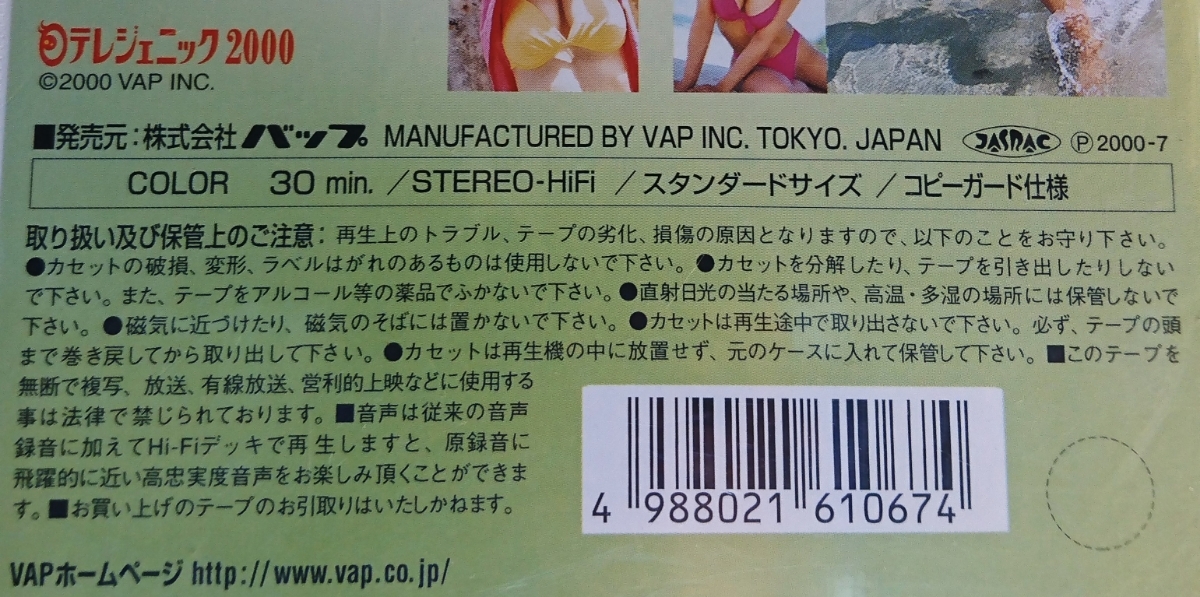 日テレジェニック2000
©2000 VAP INC.
■発売元：株式会社バップ MANUFACTURED BY VAP INC. TOKYO. JAPAN JASRAC Ⓟ2000-7
COLOR 30 min. ／STEREO-HiFi ／スタンダードサイズ ／コピーガード仕様
取り扱い及び保管上のご注意：再生上のトラブル、テープの劣化、損傷の原因となりますので、以下のことをお守り下さい。
●カセットの破損、変形、ラベルはがれのあるものは使用しないで下さい。●カセットを分解したり、テープを引き出したりしない
で下さい。また、テープをアルコール等の薬品でふかないで下さい。●直射日光の当たる場所や、高温・多湿の場所には保管しないで
下さい。●磁気に近づけたり、磁気のそばには置かないで下さい。●カセットは再生途中で取り出さないで下さい。必ず、テープの頭
まで巻き戻してから取り出して下さい。●カセットは再生機の中に放置せず、元のケースに入れて保管して下さい。■このテープを
無断で複写、放送、有線放送、営利的上映などに使用する
事は法律で禁じられております。■音声は従来の音声
録音に加えてHi-Fiデッキで再生しますと、原録音に
飛躍的に近い高忠実度音声をお楽しみ頂くことができま
す。■お買い上げのテープのお引取りはいたしかねます。
4 988021 610674
VAPホームページ http://www.vap.co.jp/